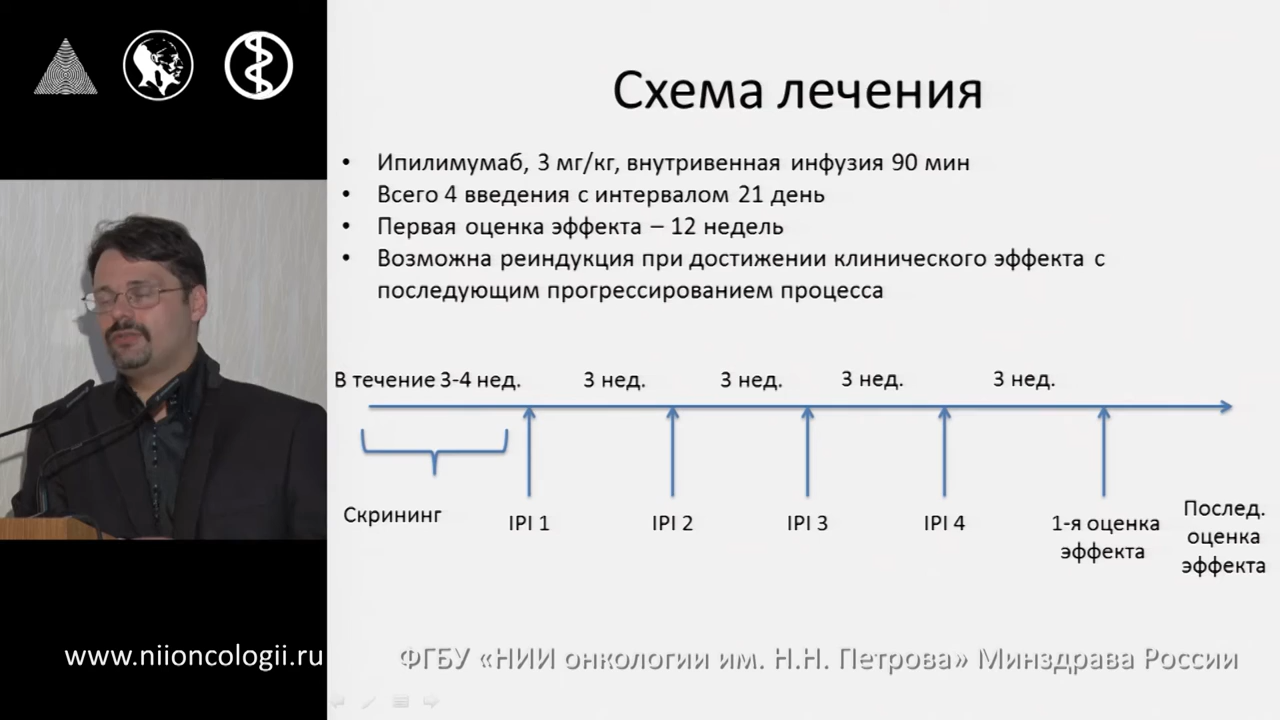 Схема лечения
• Ипилимумаб, 3 мг/кг, внутривенная инфузия 90 мин
• Всего 4 введения с интервалом 21 день
• Первая оценка эффекта – 12 недель
• Возможна реиндукция при достижении клинического эффекта с
последующим прогрессированием процесса
В течение 3-4 нед. 3 нед. 3 нед. 3 нед. 3 нед.
Скрининг IPI 1 IPI 2 IPI 3 IPI 4 1-я оценка
эффекта
Послед.
оценка
эффекта
www.niioncologii.ru
ФГБУ «НИИ онкологии им. Н.Н. Петрова» Минздрава России